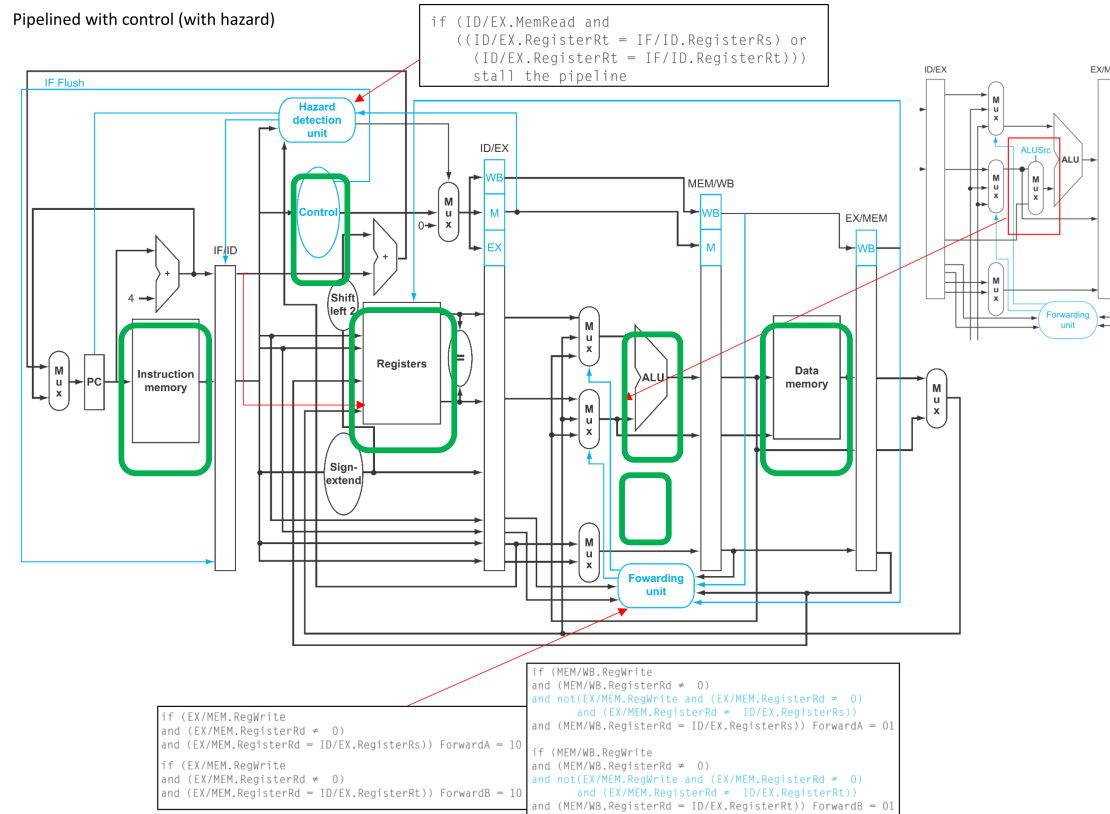 Pipelined with control (with hazard)
if (ID/EX.MemRead and
((ID/EX.RegisterRt = IF/ID.RegisterRs) or
(ID/EX.RegisterRt = IF/ID.RegisterRt)))
stall the pipeline
IF.Flush
Hazard
detection
unit
ID/EX
EX/M
Mux
ALUSrc
Mux
Mux
ALU
Mux
Forwarding
unit
ID/EX
WB
M
EX
Control
Mux
0
MEM/WB
WB
M
EX/MEM
WB
IF/ID
+
+
4
Shift
left 2
Mux
PC
Instruction
memory
Registers
=
Sign-
extend
Mux
Mux
ALU
Data
memory
Mux
Mux
Fowarding
unit
if (EX/MEM.RegWrite
and (EX/MEM.RegisterRd ≠ 0)
and (EX/MEM.RegisterRd = ID/EX.RegisterRs)) ForwardA = 10
if (EX/MEM.RegWrite
and (EX/MEM.RegisterRd ≠ 0)
and (EX/MEM.RegisterRd = ID/EX.RegisterRt)) ForwardB = 10
if (MEM/WB.RegWrite
and (MEM/WB.RegisterRd ≠ 0)
and not(EX/MEM.RegWrite and (EX/MEM.RegisterRd ≠ 0)
and (EX/MEM.RegisterRd ≠ ID/EX.RegisterRs))
and (MEM/WB.RegisterRd = ID/EX.RegisterRs)) ForwardA = 01
if (MEM/WB.RegWrite
and (MEM/WB.RegisterRd ≠ 0)
and not(EX/MEM.RegWrite and (EX/MEM.RegisterRd ≠ 0)
and (EX/MEM.RegisterRd ≠ ID/EX.RegisterRt))
and (MEM/WB.RegisterRd = ID/EX.RegisterRt)) ForwardB = 01